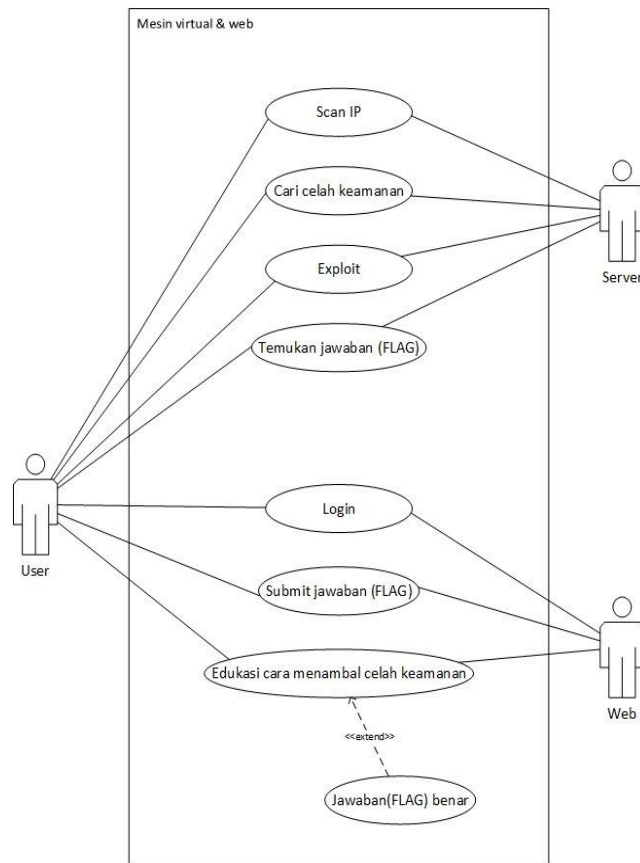 Mesin virtual & web
Scan IP
Cari celah keamanan
Exploit
Server
Temukan jawaban (FLAG)
Login
User
Submit jawaban (FLAG)
Edukasi cara menambal celah keamanan
Web
<<extend>>
Jawaban(FLAG) benar